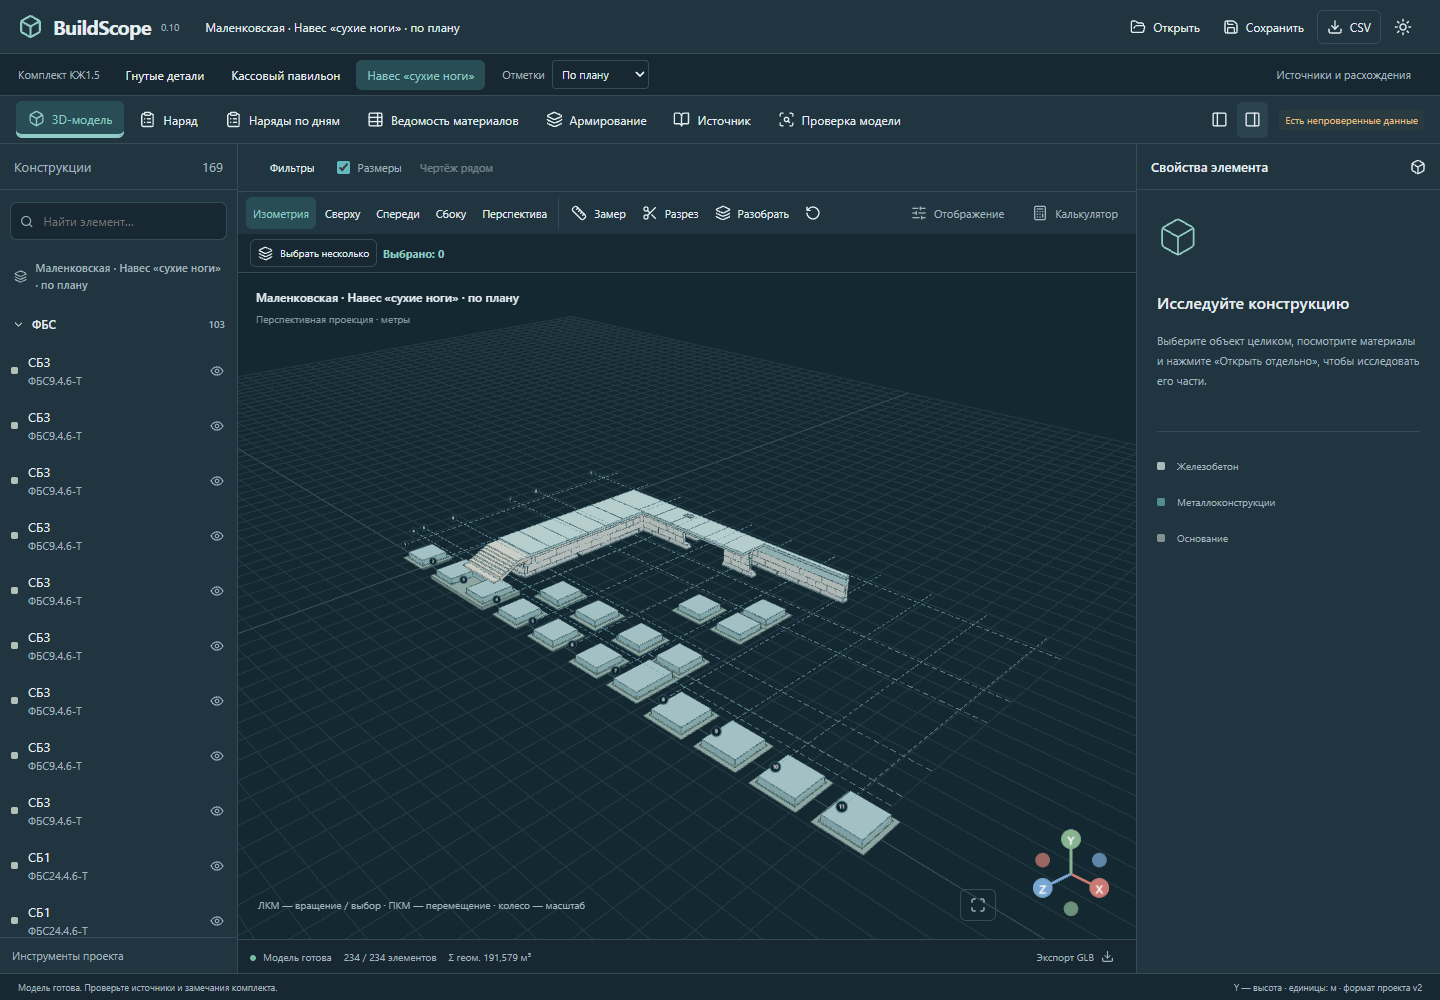 BuildScope 0.10 Маленковская · Навес «сухие ноги» · по плану Открыть Сохранить CSV
Комплект КЖ1.5 Гнутые детали Кассовый павильон Навес «сухие ноги» Отметки По плану Источники и расхождения
3D-модель Наряд Наряды по дням Ведомость материалов Армирование Источник Проверка модели Есть непроверенные данные
Конструкции 169
Найти элемент...
Маленковская · Навес «сухие ноги»
· по плану
ФБС 103
СБ3
ФБС9.4.6-Т
СБ3
ФБС9.4.6-Т
СБ3
ФБС9.4.6-Т
СБ3
ФБС9.4.6-Т
СБ3
ФБС9.4.6-Т
СБ3
ФБС9.4.6-Т
СБ3
ФБС9.4.6-Т
СБ3
ФБС9.4.6-Т
СБ3
ФБС9.4.6-Т
СБ1
ФБС24.4.6-Т
СБ1
ФБС24.4.6-Т
Инструменты проекта
Фильтры Размеры Чертёж рядом
Изометрия Сверху Спереди Сбоку Перспектива Замер Разрез Разобрать Отображение Калькулятор
Выбрать несколько Выбрано: 0
Маленковская · Навес «сухие ноги» · по плану
Перспективная проекция · метры
11
Y
Z
X
ЛКМ — вращение / выбор · ПКМ — перемещение · колесо — масштаб
Модель готова 234 / 234 элементов Σ геом. 191,579 м³ Экспорт GLB
Свойства элемента
Исследуйте конструкцию
Выберите объект целиком, посмотрите материалы
и нажмите «Открыть отдельно», чтобы исследовать
его части.
Железобетон
Металлоконструкции
Основание
Модель готова. Проверьте источники и замечания комплекта. Y — высота · единицы: м · формат проекта v2